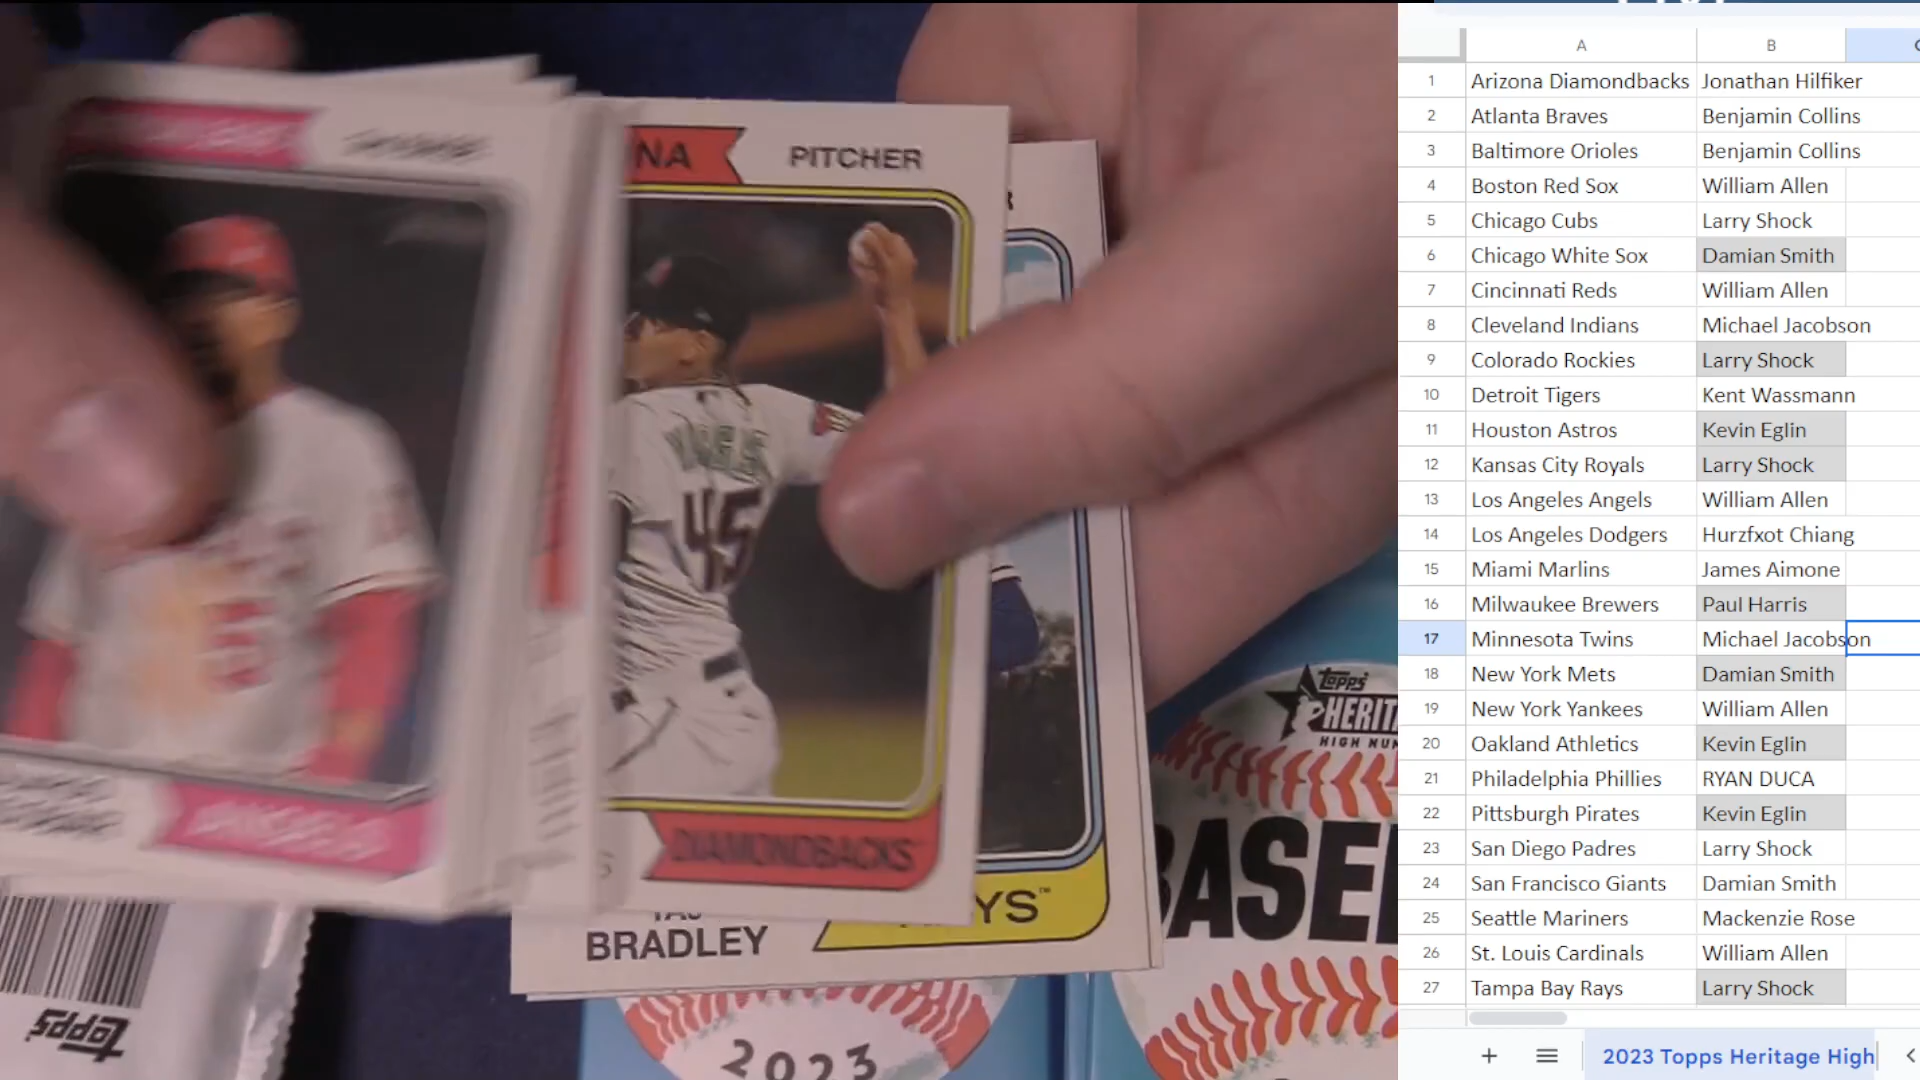 NA
PITCHER
45
DIAMONDBACKS
YS™
BRADLEY
topps
topps
HERIT
HIGH NUM
BASE
2023
A
B
1 Arizona Diamondbacks Jonathan Hilfiker
2 Atlanta Braves Benjamin Collins
3 Baltimore Orioles Benjamin Collins
4 Boston Red Sox William Allen
5 Chicago Cubs Larry Shock
6 Chicago White Sox Damian Smith
7 Cincinnati Reds William Allen
8 Cleveland Indians Michael Jacobson
9 Colorado Rockies Larry Shock
10 Detroit Tigers Kent Wassmann
11 Houston Astros Kevin Eglin
12 Kansas City Royals Larry Shock
13 Los Angeles Angels William Allen
14 Los Angeles Dodgers Hurzfxot Chiang
15 Miami Marlins James Aimone
16 Milwaukee Brewers Paul Harris
17 Minnesota Twins Michael Jacobson
18 New York Mets Damian Smith
19 New York Yankees William Allen
20 Oakland Athletics Kevin Eglin
21 Philadelphia Phillies RYAN DUCA
22 Pittsburgh Pirates Kevin Eglin
23 San Diego Padres Larry Shock
24 San Francisco Giants Damian Smith
25 Seattle Mariners Mackenzie Rose
26 St. Louis Cardinals William Allen
27 Tampa Bay Rays Larry Shock
2023 Topps Heritage High